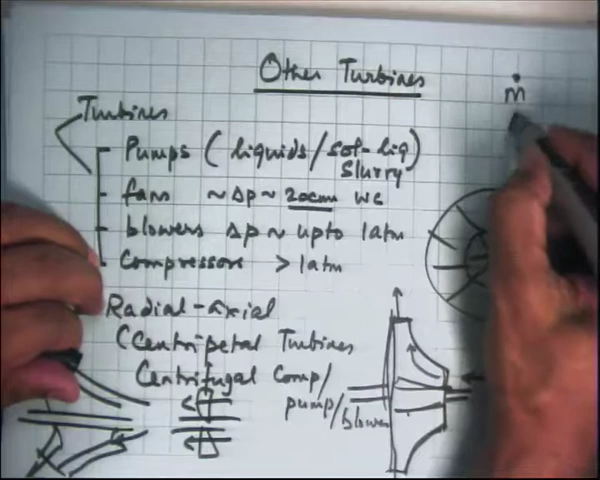 Other Turbines
ṁ
Turbines
Pumps (liquids/sol-liq slurry)
fans ~ Δp ~ 20cm wc
blowers Δp ~ upto 1atm
Compressors > 1atm
Radial-axial
(Centripetal Turbines
Centrifugal Comp/
pump/blower